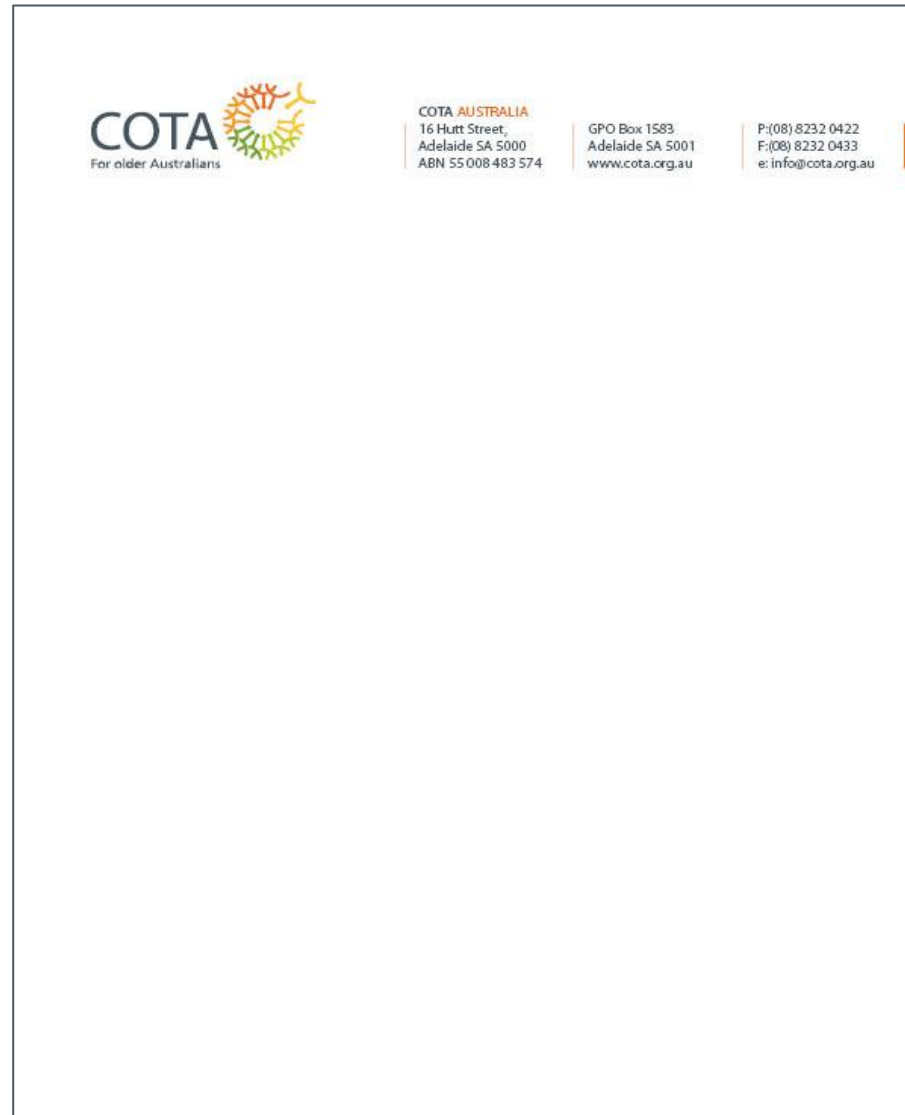 COTA
For older Australians
COTA AUSTRALIA
16 Hutt Street,
Adelaide SA 5000
ABN 55 008 483 574
GPO Box 1583
Adelaide SA 5001
www.cota.org.au
P:(08) 8232 0422
F:(08) 8232 0433
e: info@cota.org.au